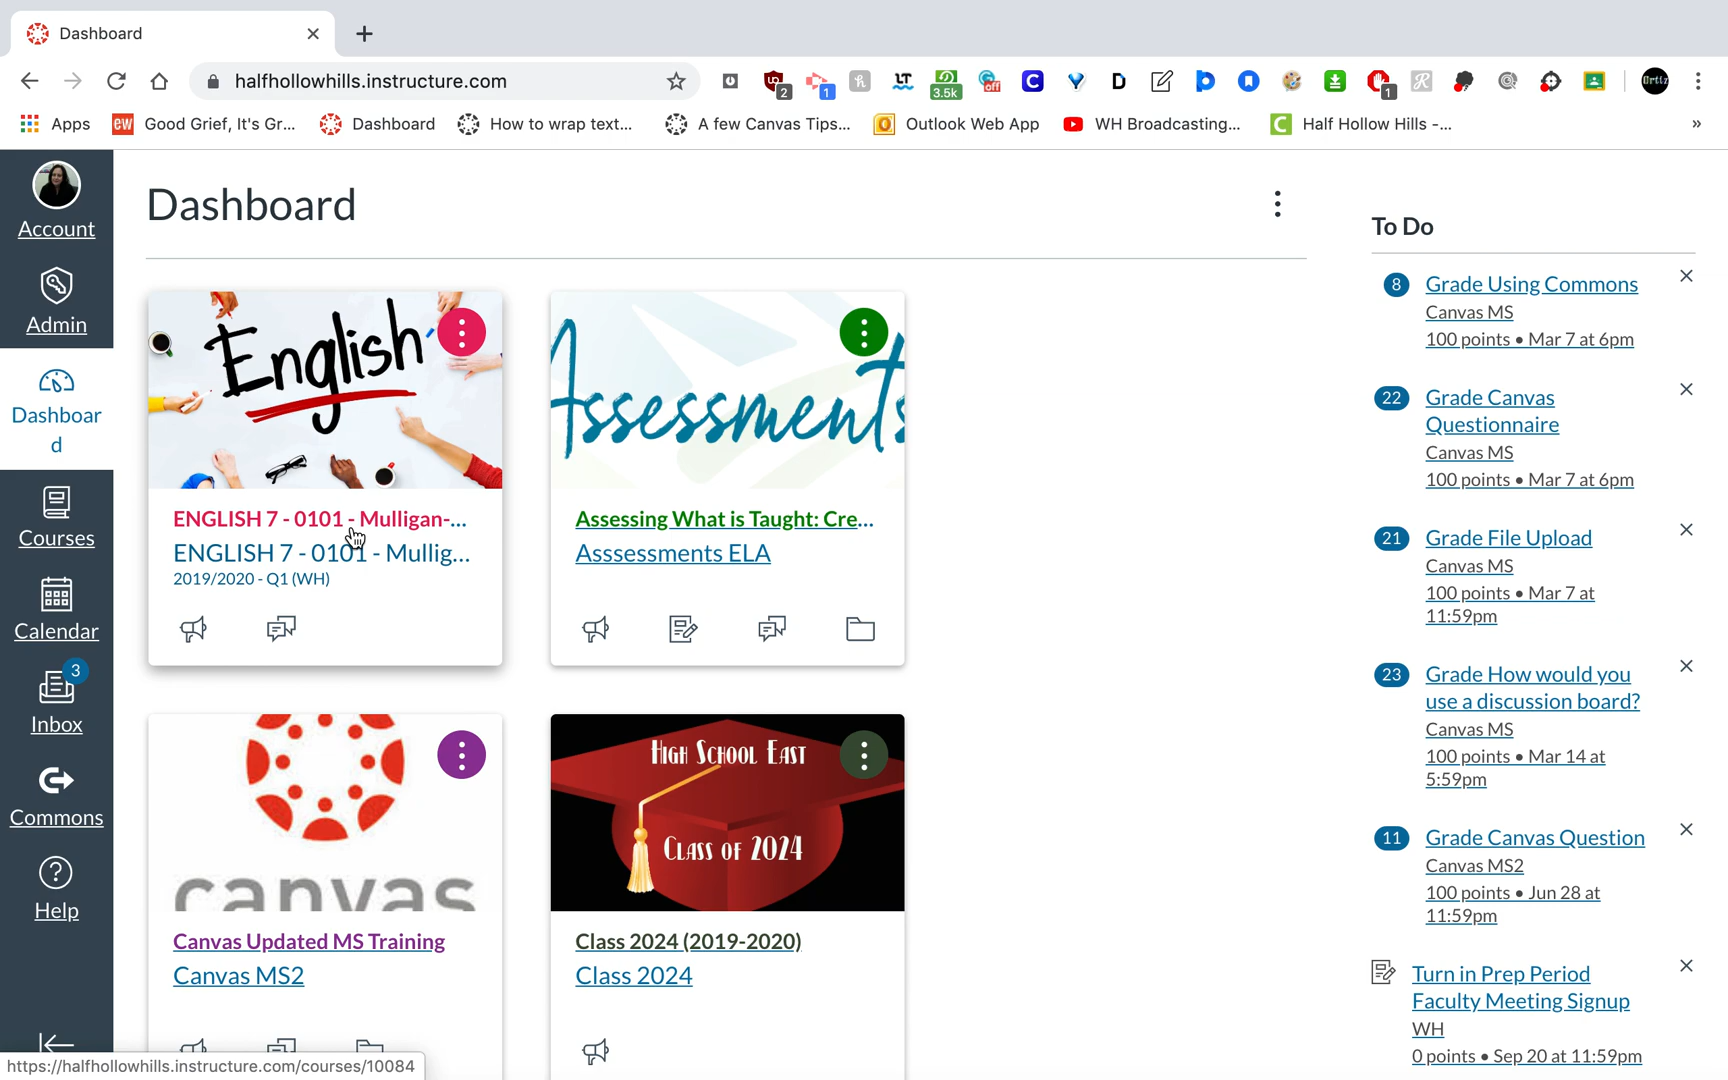 Dashboard
halfhollowhills.instructure.com
2
1
3.5k
off
1
Apps
Good Grief, It's Gr...
Dashboard
How to wrap text...
A few Canvas Tips...
Outlook Web App
WH Broadcasting...
Half Hollow Hills -...
»
Account
Admin
Dashboar
d
Courses
Calendar
3
Inbox
Commons
Help
Dashboard
English
ENGLISH 7 - 0101 - Mulligan-...
ENGLISH 7 - 0101 - Mullig...
2019/2020 - Q1 (WH)
Assessments
Assessing What is Taught: Cre...
Asssessments ELA
canvas
Canvas Updated MS Training
Canvas MS2
High School East
Class of 2024
Class 2024 (2019-2020)
Class 2024
To Do
8
Grade Using Commons
Canvas MS
100 points • Mar 7 at 6pm
22
Grade Canvas
Questionnaire
Canvas MS
100 points • Mar 7 at 6pm
21
Grade File Upload
Canvas MS
100 points • Mar 7 at
11:59pm
23
Grade How would you
use a discussion board?
Canvas MS
100 points • Mar 14 at
5:59pm
11
Grade Canvas Question
Canvas MS2
100 points • Jun 28 at
11:59pm
Turn in Prep Period
Faculty Meeting Signup
WH
0 points • Sep 20 at 11:59pm
https://halfhollowhills.instructure.com/courses/10084